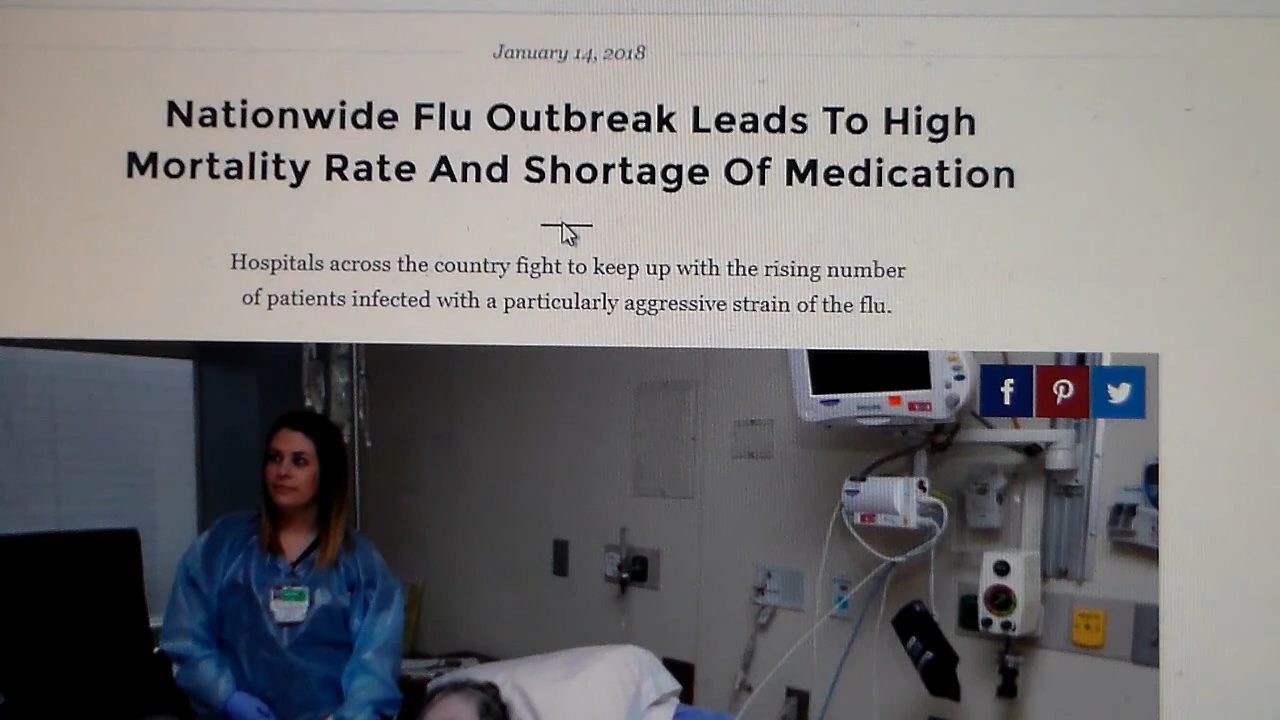 January 14, 2018
Nationwide Flu Outbreak Leads To High
Mortality Rate And Shortage Of Medication
Hospitals across the country fight to keep up with the rising number
of patients infected with a particularly aggressive strain of the flu.